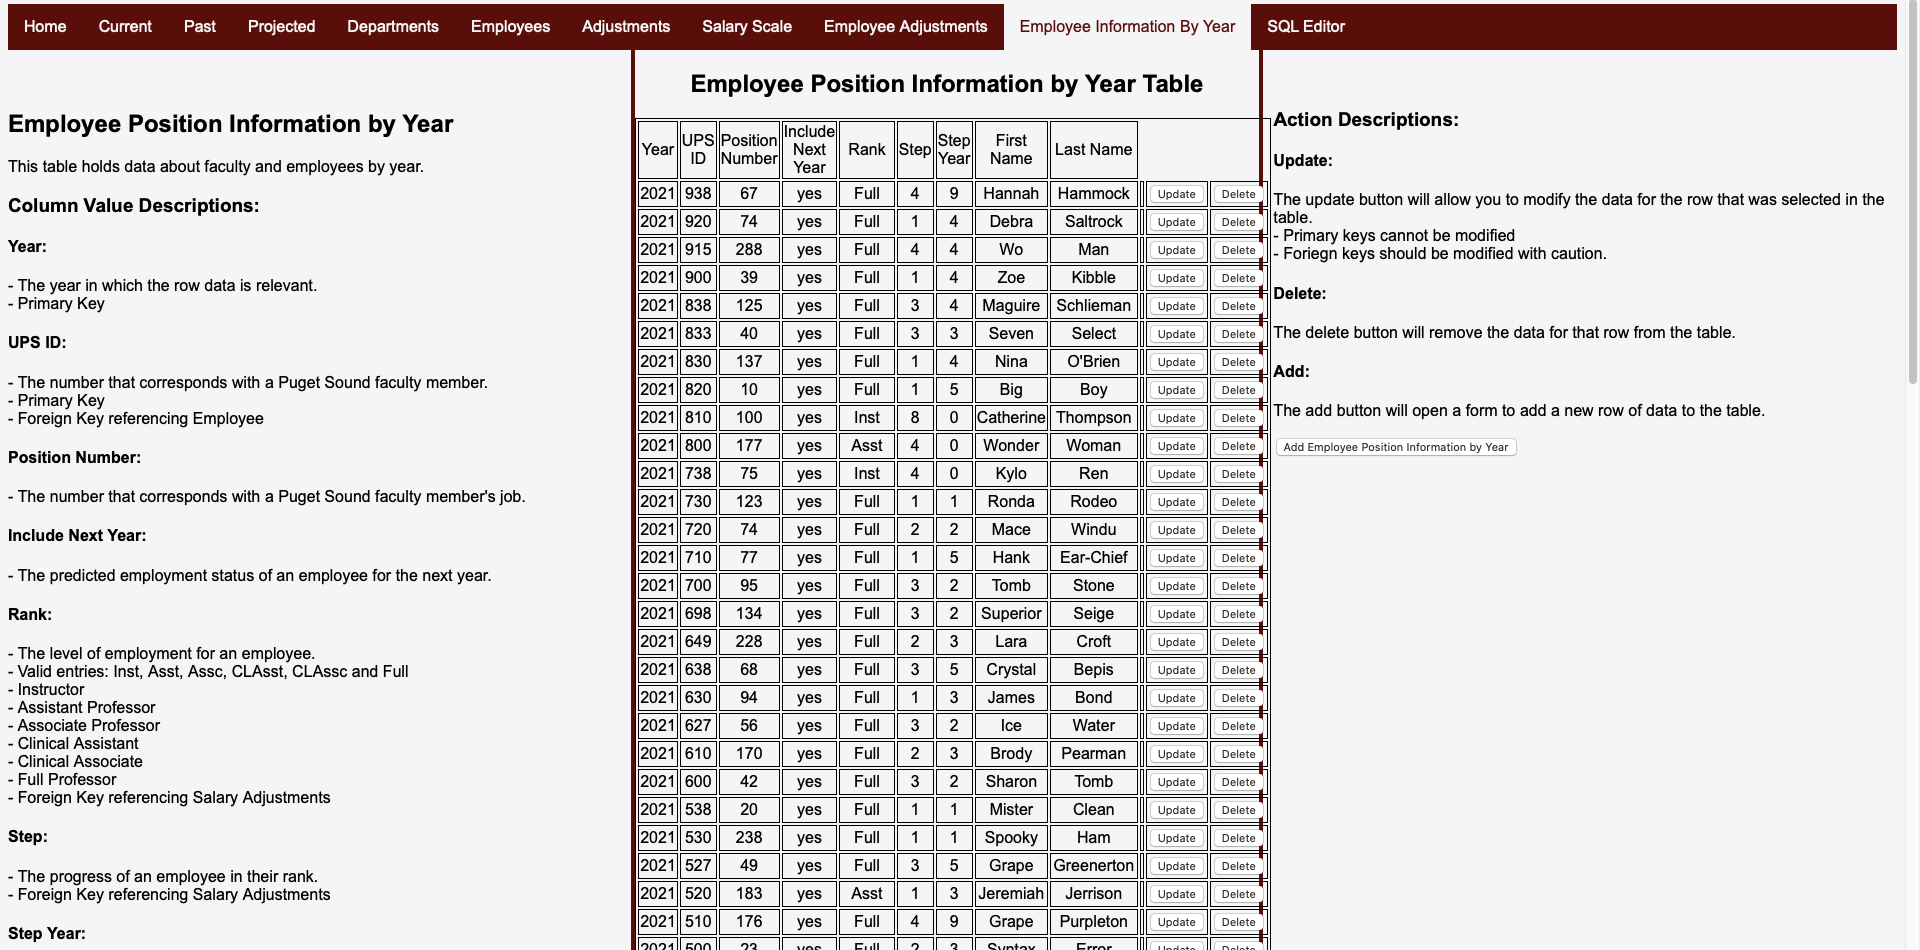 Home Current Past Projected Departments Employees Adjustments Salary Scale Employee Adjustments Employee Information By Year SQL Editor
Employee Position Information by Year
This table holds data about faculty and employees by year.
Column Value Descriptions:
Year:
- The year in which the row data is relevant.
- Primary Key
UPS ID:
- The number that corresponds with a Puget Sound faculty member.
- Primary Key
- Foreign Key referencing Employee
Position Number:
- The number that corresponds with a Puget Sound faculty member's job.
Include Next Year:
- The predicted employment status of an employee for the next year.
Rank:
- The level of employment for an employee.
- Valid entries: Inst, Asst, Assc, CLAsst, CLAssc and Full
- Instructor
- Assistant Professor
- Associate Professor
- Clinical Assistant
- Clinical Associate
- Full Professor
- Foreign Key referencing Salary Adjustments
Step:
- The progress of an employee in their rank.
- Foreign Key referencing Salary Adjustments
Step Year:
Employee Position Information by Year Table
Year UPS ID Position Number Include Next Year Rank Step Step Year First Name Last Name
2021 938 67 yes Full 4 9 Hannah Hammock Update Delete
2021 920 74 yes Full 1 4 Debra Saltrock Update Delete
2021 915 288 yes Full 4 4 Wo Man Update Delete
2021 900 39 yes Full 1 4 Zoe Kibble Update Delete
2021 838 125 yes Full 3 4 Maguire Schlieman Update Delete
2021 833 40 yes Full 3 3 Seven Select Update Delete
2021 830 137 yes Full 1 4 Nina O'Brien Update Delete
2021 820 10 yes Full 1 5 Big Boy Update Delete
2021 810 100 yes Inst 8 0 Catherine Thompson Update Delete
2021 800 177 yes Asst 4 0 Wonder Woman Update Delete
2021 738 75 yes Inst 4 0 Kylo Ren Update Delete
2021 730 123 yes Full 1 1 Ronda Rodeo Update Delete
2021 720 74 yes Full 2 2 Mace Windu Update Delete
2021 710 77 yes Full 1 5 Hank Ear-Chief Update Delete
2021 700 95 yes Full 3 2 Tomb Stone Update Delete
2021 698 134 yes Full 3 2 Superior Seige Update Delete
2021 649 228 yes Full 2 3 Lara Croft Update Delete
2021 638 68 yes Full 3 5 Crystal Bepis Update Delete
2021 630 94 yes Full 1 3 James Bond Update Delete
2021 627 56 yes Full 3 2 Ice Water Update Delete
2021 610 170 yes Full 2 3 Brody Pearman Update Delete
2021 600 42 yes Full 3 2 Sharon Tomb Update Delete
2021 538 20 yes Full 1 1 Mister Clean Update Delete
2021 530 238 yes Full 1 1 Spooky Ham Update Delete
2021 527 49 yes Full 3 5 Grape Greenerton Update Delete
2021 520 183 yes Asst 1 3 Jeremiah Jerrison Update Delete
2021 510 176 yes Full 4 9 Grape Purpleton Update Delete
2021 500 23 yes Full 2 3 Syntax Error Update Delete
Action Descriptions:
Update:
The update button will allow you to modify the data for the row that was selected in the
table.
- Primary keys cannot be modified
- Foriegn keys should be modified with caution.
Delete:
The delete button will remove the data for that row from the table.
Add:
The add button will open a form to add a new row of data to the table.
Add Employee Position Information by Year